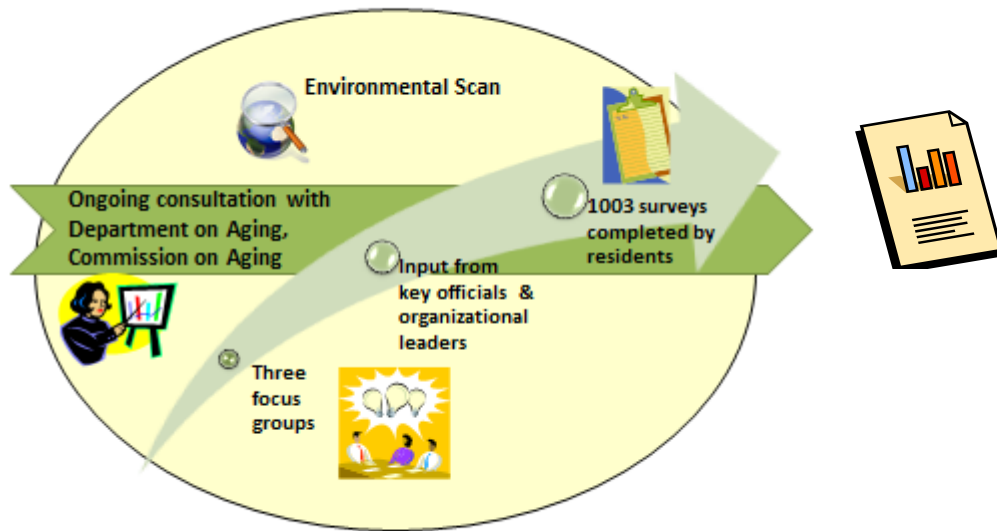 Environmental Scan
Ongoing consultation with
Department on Aging,
Commission on Aging
1003 surveys
completed by
residents
Input from
key officials & 
organizational
leaders
Three
focus
groups